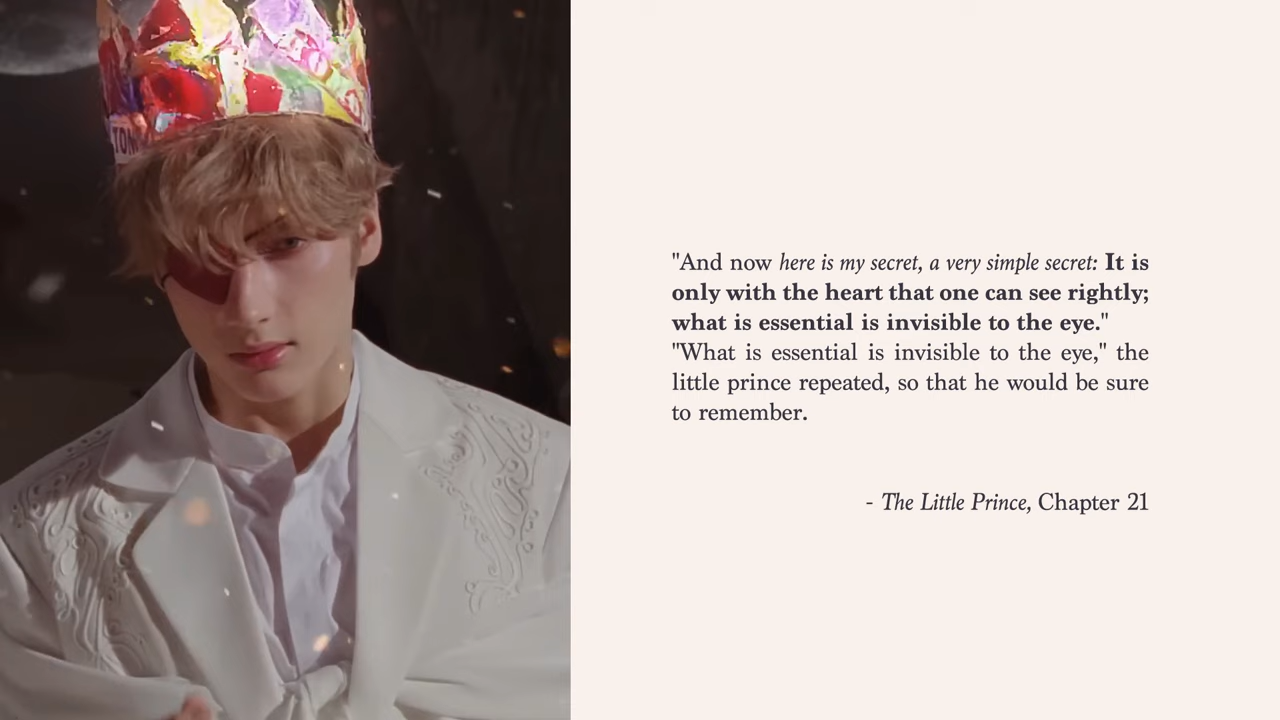 "And now here is my secret, a very simple secret: It is
only with the heart that one can see rightly;
what is essential is invisible to the eye."
"What is essential is invisible to the eye," the
little prince repeated, so that he would be sure
to remember.
- The Little Prince, Chapter 21